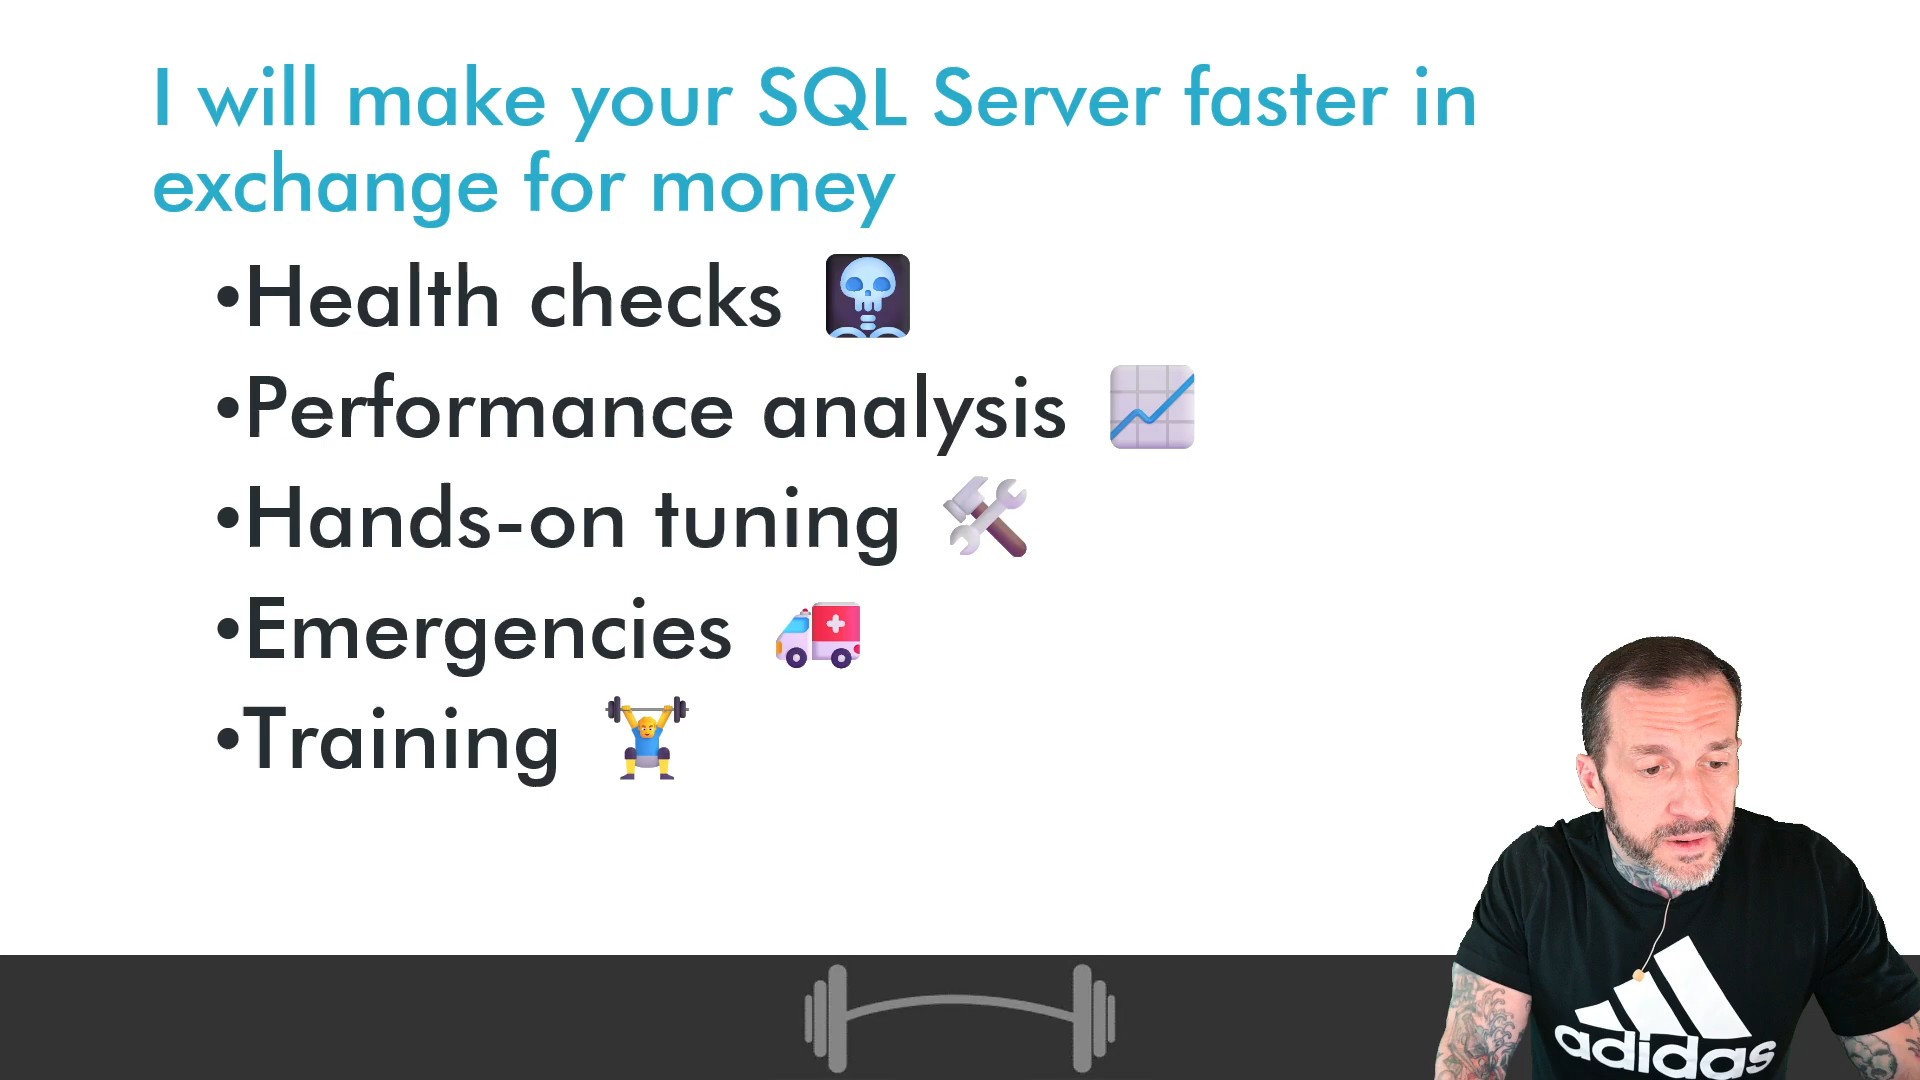 I will make your SQL Server faster in
exchange for money
•Health checks
•Performance analysis
•Hands-on tuning
•Emergencies
•Training
adidas